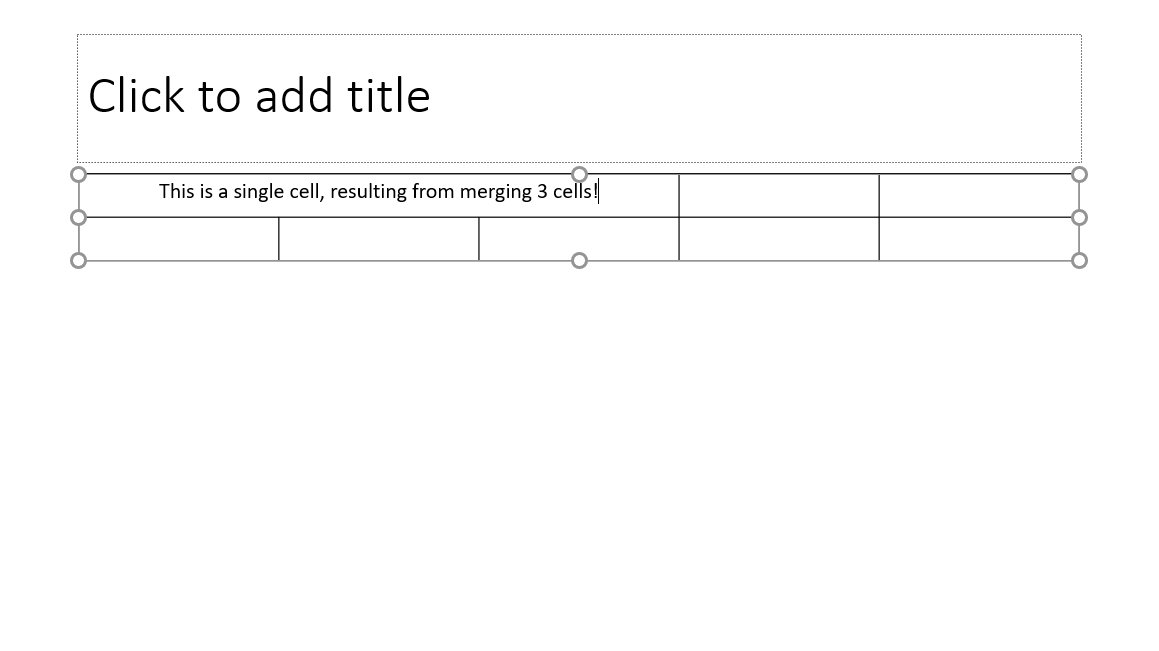 Click to add title
This is a single cell, resulting from merging 3 cells!